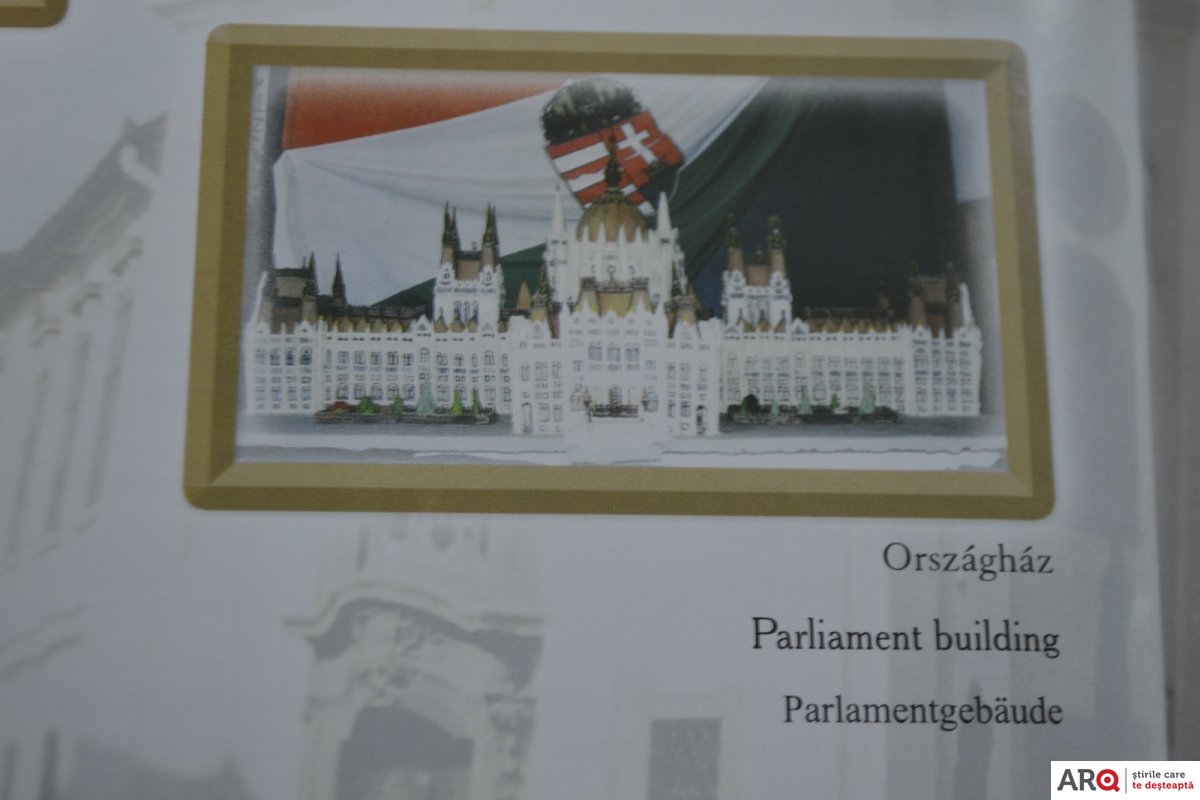 Országház
Parliament building
Parlamentgebäude
ARQ
știrile care
te deșteaptă